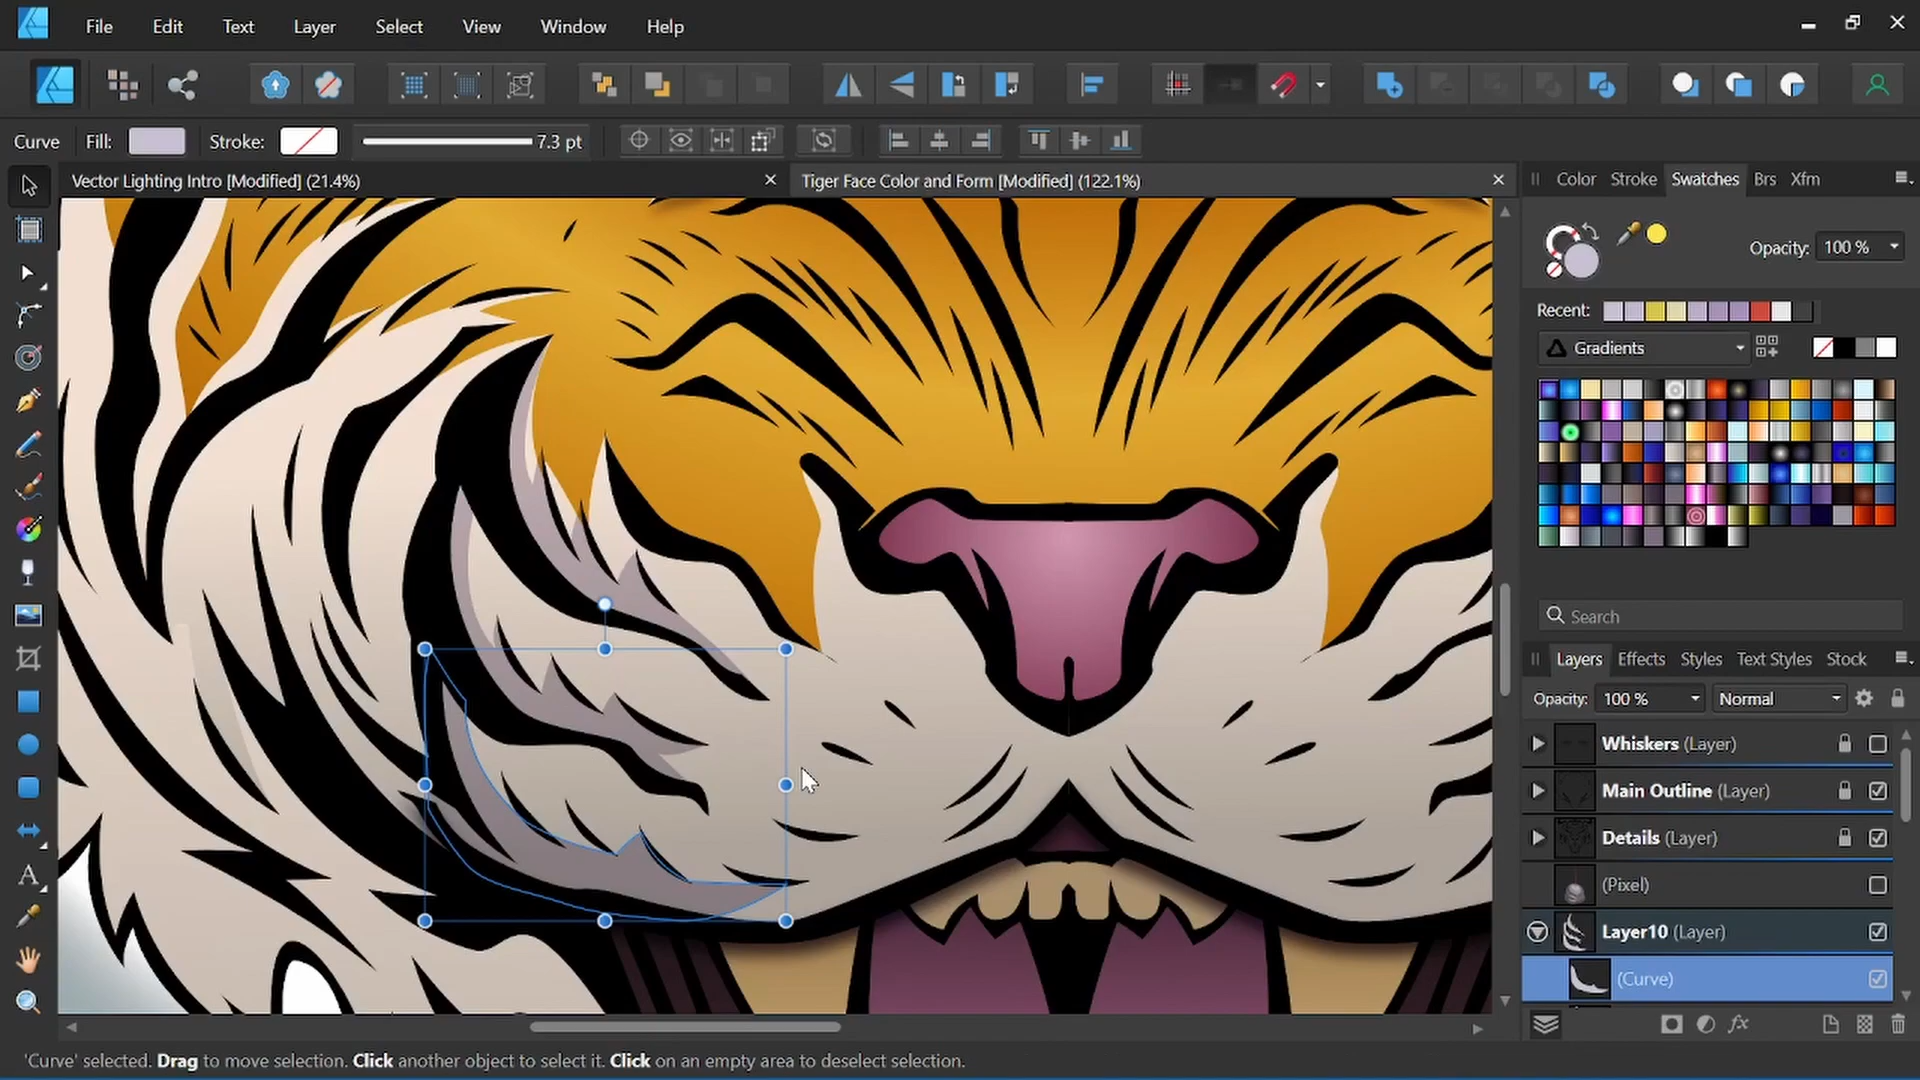 File Edit Text Layer Select View Window Help
Curve Fill: Stroke: 7.3 pt
Vector Lighting Intro [Modified] (21.4%)
Tiger Face Color and Form [Modified] (122.1%)
Color Stroke Swatches Brs Xfm
Opacity: 100 %
Recent:
Gradients
Search
Layers Effects Styles Text Styles Stock
Opacity: 100 % Normal
Whiskers (Layer)
Main Outline (Layer)
Details (Layer)
(Pixel)
Layer10 (Layer)
(Curve)
'Curve' selected. Drag to move selection. Click another object to select it. Click on an empty area to deselect selection.